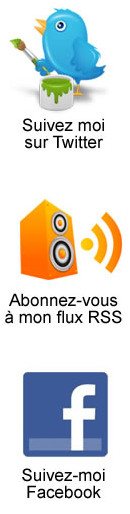 Suivez moi
sur Twitter
Abonnez-vous
à mon flux RSS
f
Suivez-moi
Facebook